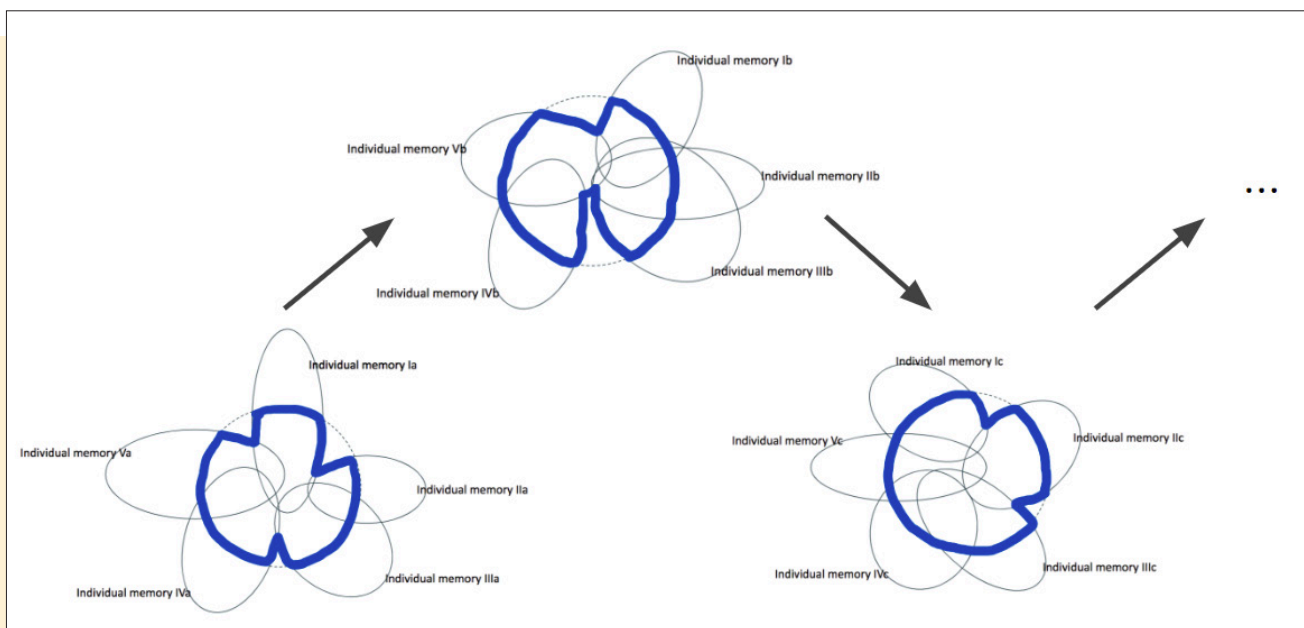 Individual memory Ib
Individual memory Vb
Individual memory IIb
Individual memory IIIb
Individual memory IVb
...
Individual memory Ia
Individual memory Va
Individual memory IIa
Individual memory IIIa
Individual memory IVa
Individual memory Ic
Individual memory Vc
Individual memory IIc
Individual memory IIIc
Individual memory IVc